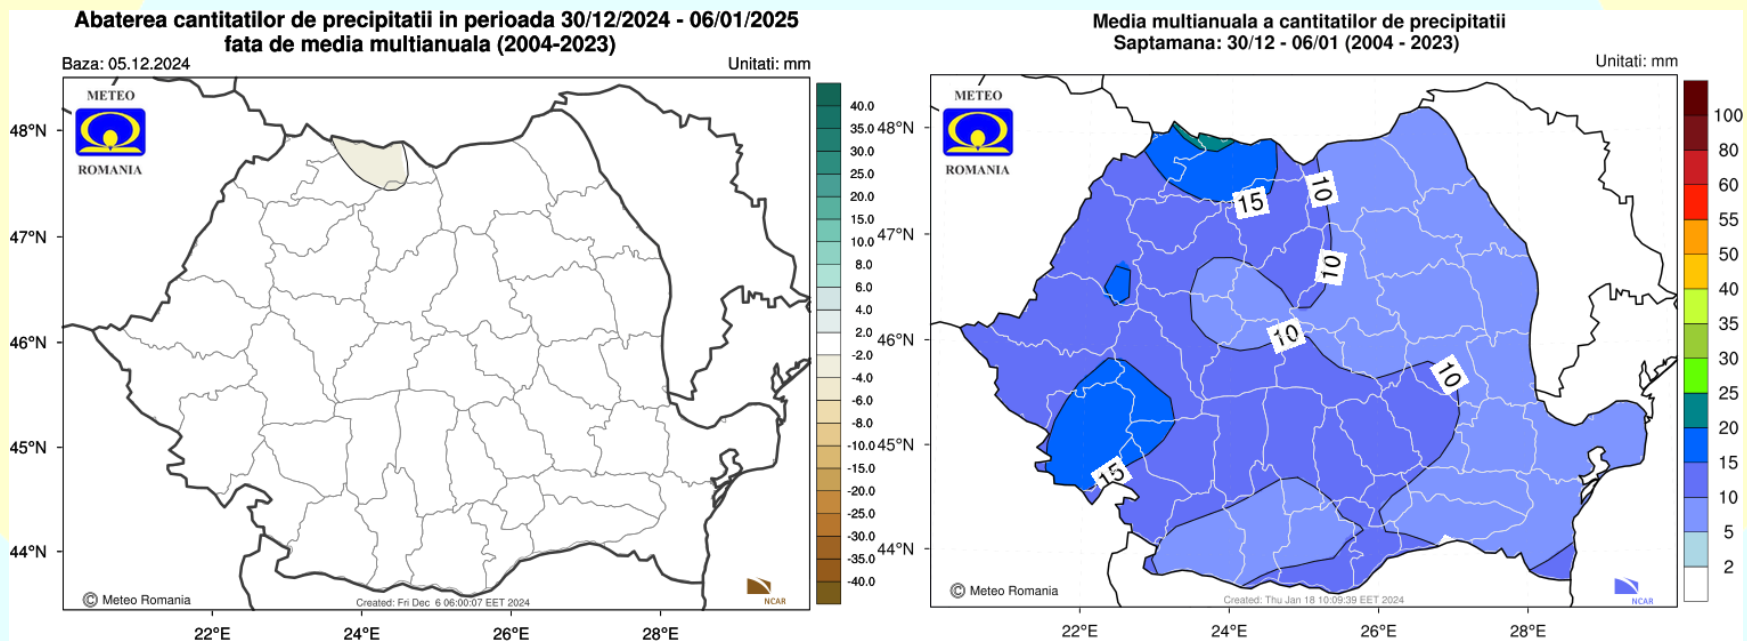 Abaterea cantitatilor de precipitatii in perioada 30/12/2024 - 06/01/2025
fata de media multianuala (2004-2023)
Baza: 05.12.2024
Unitati: mm
METEO
ROMANIA
48°N
47°N
46°N
45°N
44°N
22°E
24°E
26°E
28°E
40.0
35.0
30.0
25.0
20.0
15.0
10.0
8.0
6.0
4.0
2.0
-2.0
-4.0
-6.0
-8.0
-10.0
-15.0
-20.0
-25.0
-30.0
-35.0
-40.0
© Meteo Romania
Created: Fri Dec 6 06:00:07 EET 2024
NCAR
Media multianuala a cantitatilor de precipitatii
Saptamana: 30/12 - 06/01 (2004 - 2023)
Unitati: mm
METEO
ROMANIA
48°N
47°N
46°N
45°N
44°N
15
10
10
10
10
15
22°E
24°E
26°E
28°E
100
80
60
55
50
40
35
30
25
20
15
10
5
2
© Meteo Romania
Created: Thu Jan 18 10:09:39 EET 2024
NCAR